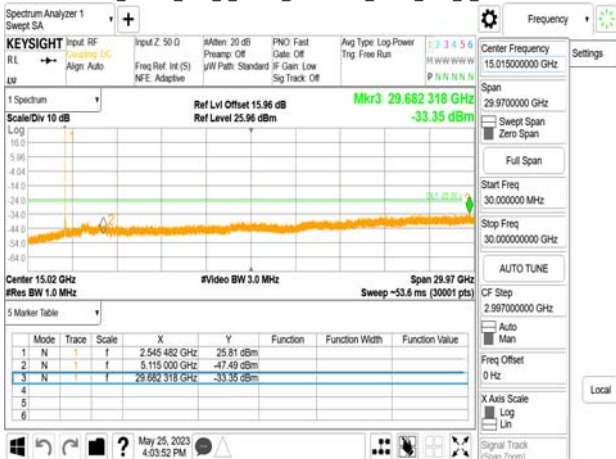 Spectrum Analyzer 1
Swept SA
+
Frequency
KEYSIGHT
Input: RF
Coupling: DC
Align: Auto
RL
LXI
Input Z: 50 Ω
Freq Ref: Int (S)
NFE: Adaptive
#Atten: 20 dB
Preamp: Off
µW Path: Standard
PNO: Fast
Gate: Off
IF Gain: Low
Sig Track: Off
Avg Type: Log-Power
Trig: Free Run
1 2 3 4 5 6
M W W W W W
P N N N N N
Center Frequency
15.015000000 GHz
Settings
Span
29.9700000 GHz
Swept Span
Zero Span
Full Span
Start Freq
30.000000 MHz
Stop Freq
30.000000000 GHz
AUTO TUNE
CF Step
2.997000000 GHz
Auto
Man
Freq Offset
0 Hz
X Axis Scale
Log
Lin
Local
Signal Track
(Span Zoom)
1 Spectrum
Scale/Div 10 dB
Ref Lvl Offset 15.96 dB
Ref Level 25.96 dBm
Mkr3 29.682 318 GHz
-33.35 dBm
Log
16.0
5.96
-4.04
-14.0
-24.0
-34.0
-44.0
-54.0
-64.0
1
2
Center 15.02 GHz
#Res BW 1.0 MHz
#Video BW 3.0 MHz
Span 29.97 GHz
Sweep ~53.6 ms (30001 pts)
5 Marker Table
Mode Trace Scale X Y Function Function Width Function Value
1 N 1 f 2.545 482 GHz 25.81 dBm
2 N 1 f 5.115 000 GHz -47.49 dBm
3 N 1 f 29.682 318 GHz -33.35 dBm
4
5
6
?
May 25, 2023
4:03:52 PM